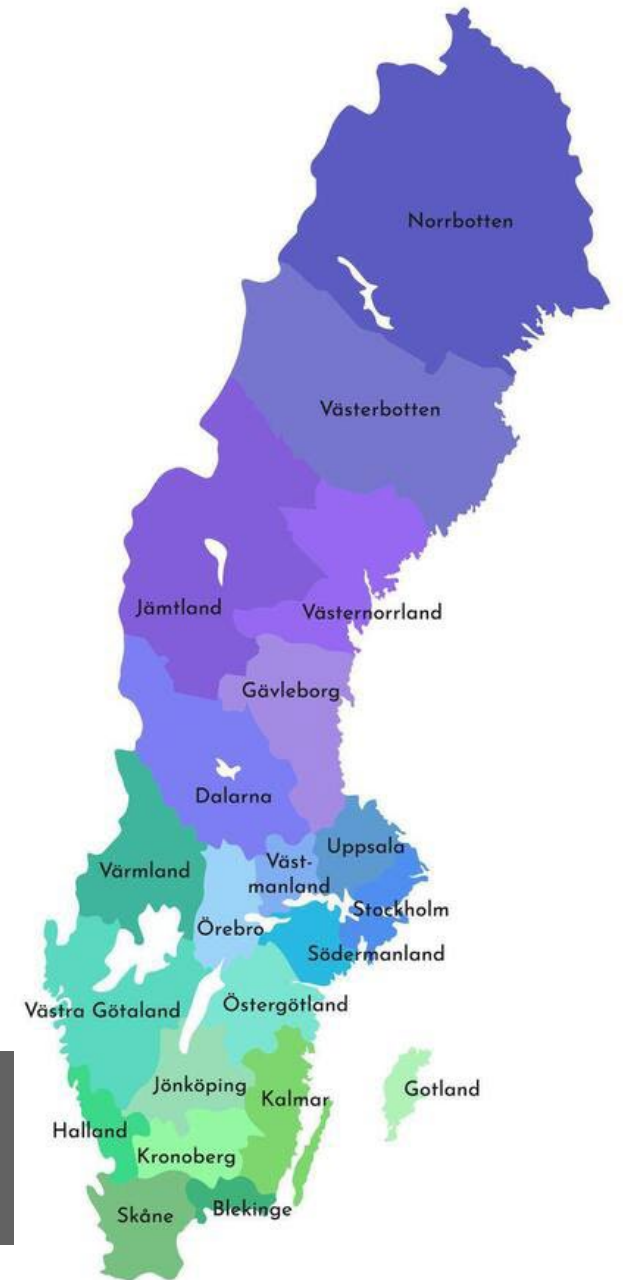 Norrbotten
Västerbotten
Jämtland
Västernorrland
Gävleborg
Dalarna
Uppsala
Väst-
manland
Värmland
Stockholm
Örebro
Södermanland
Östergötland
Västra Götaland
Jönköping
Gotland
Kalmar
Halland
Kronoberg
Blekinge
Skåne